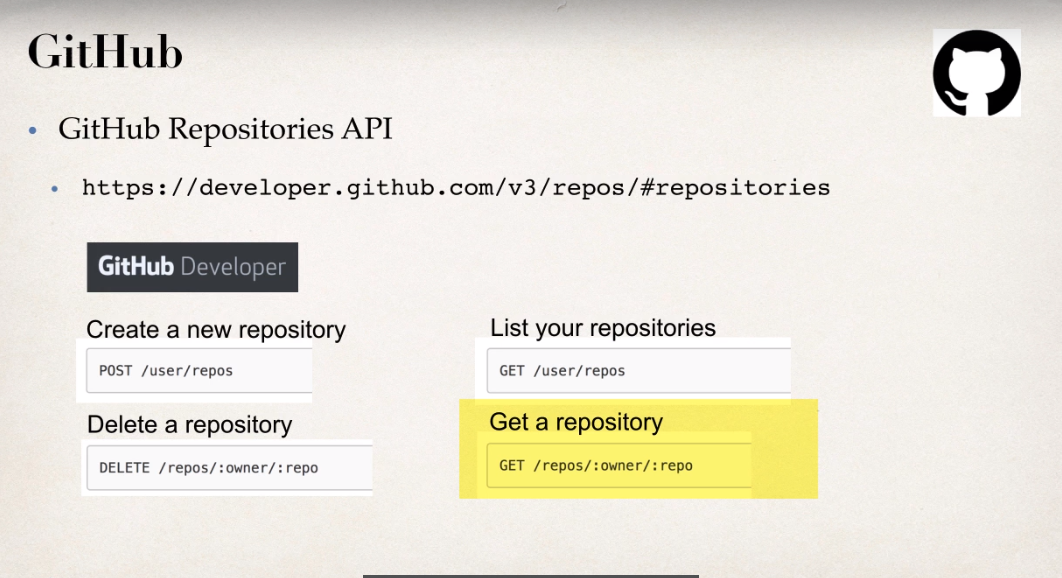 GitHub
• GitHub Repositories API
• https://developer.github.com/v3/repos/#repositories
GitHub Developer
Create a new repository
POST /user/repos
List your repositories
GET /user/repos
Delete a repository
DELETE /repos/:owner/:repo
Get a repository
GET /repos/:owner/:repo